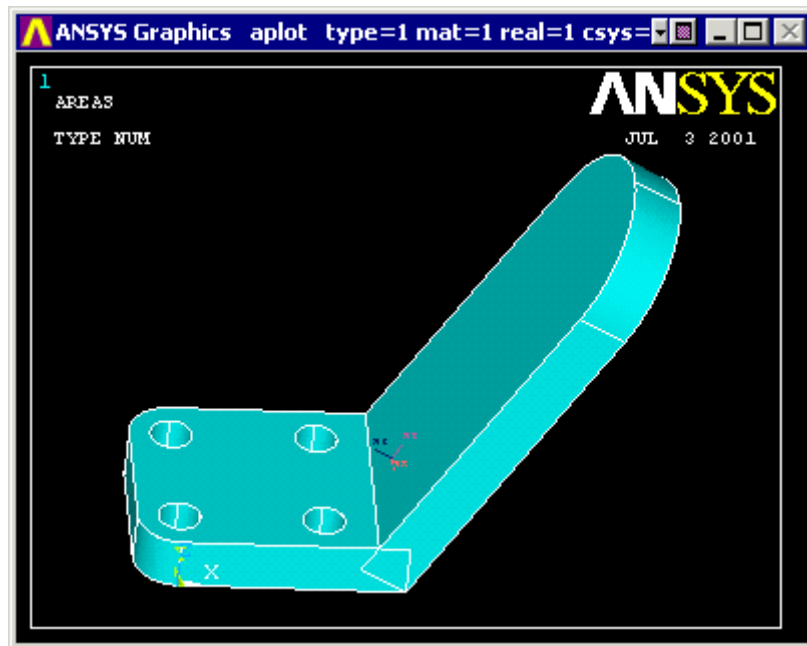 ANSYS Graphics aplot type=1 mat=1 real=1 csys=
1
AREAS
TYPE NUM
ANSYS
JUL 3 2001
X